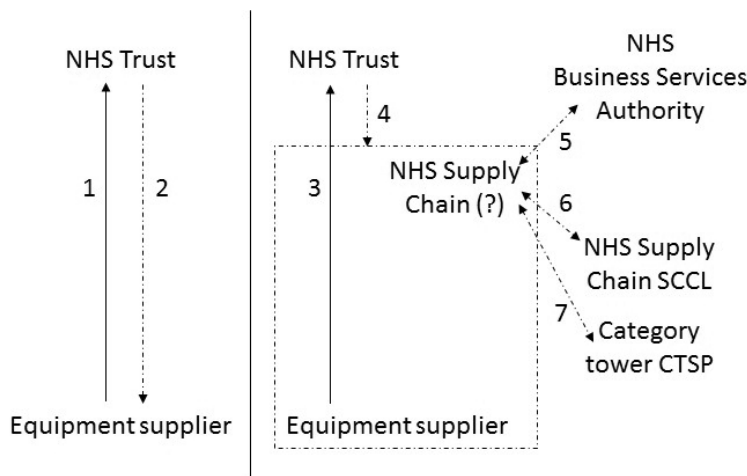 NHS Trust
1
2
Equipment supplier
NHS Trust
4
3
NHS Supply
Chain (?)
Equipment supplier
NHS
Business Services
Authority
5
6
NHS Supply
Chain SCCL
7
Category
tower CTSP